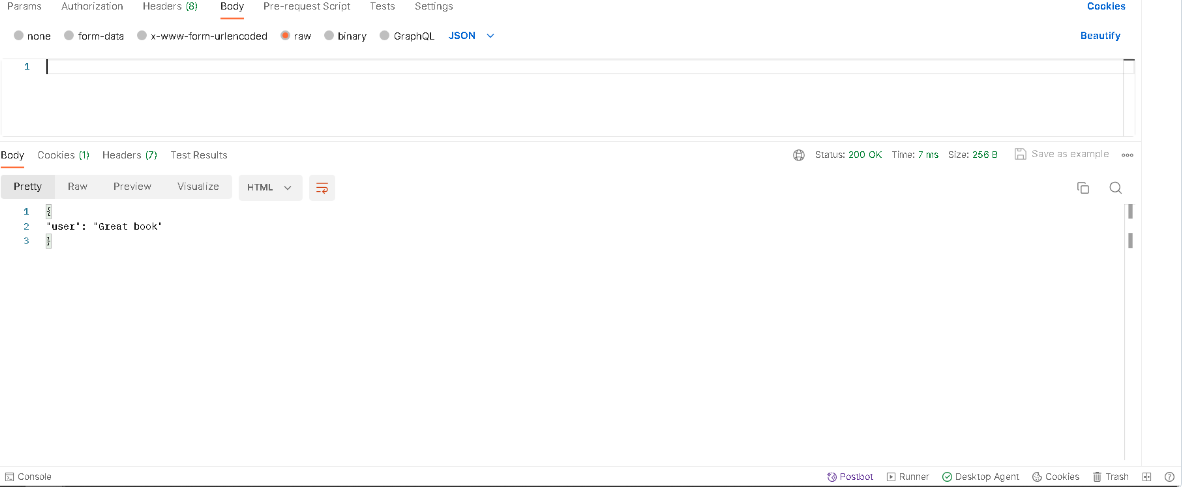 Params Authorization Headers (8) Body Pre-request Script Tests Settings Cookies
none form-data x-www-form-urlencoded raw binary GraphQL JSON Beautify
1
Body Cookies (1) Headers (7) Test Results Status: 200 OK Time: 7 ms Size: 256 B Save as example
Pretty Raw Preview Visualize HTML
1 {
2 "user": "Great book"
3 }
Console Postbot Runner Desktop Agent Cookies Trash